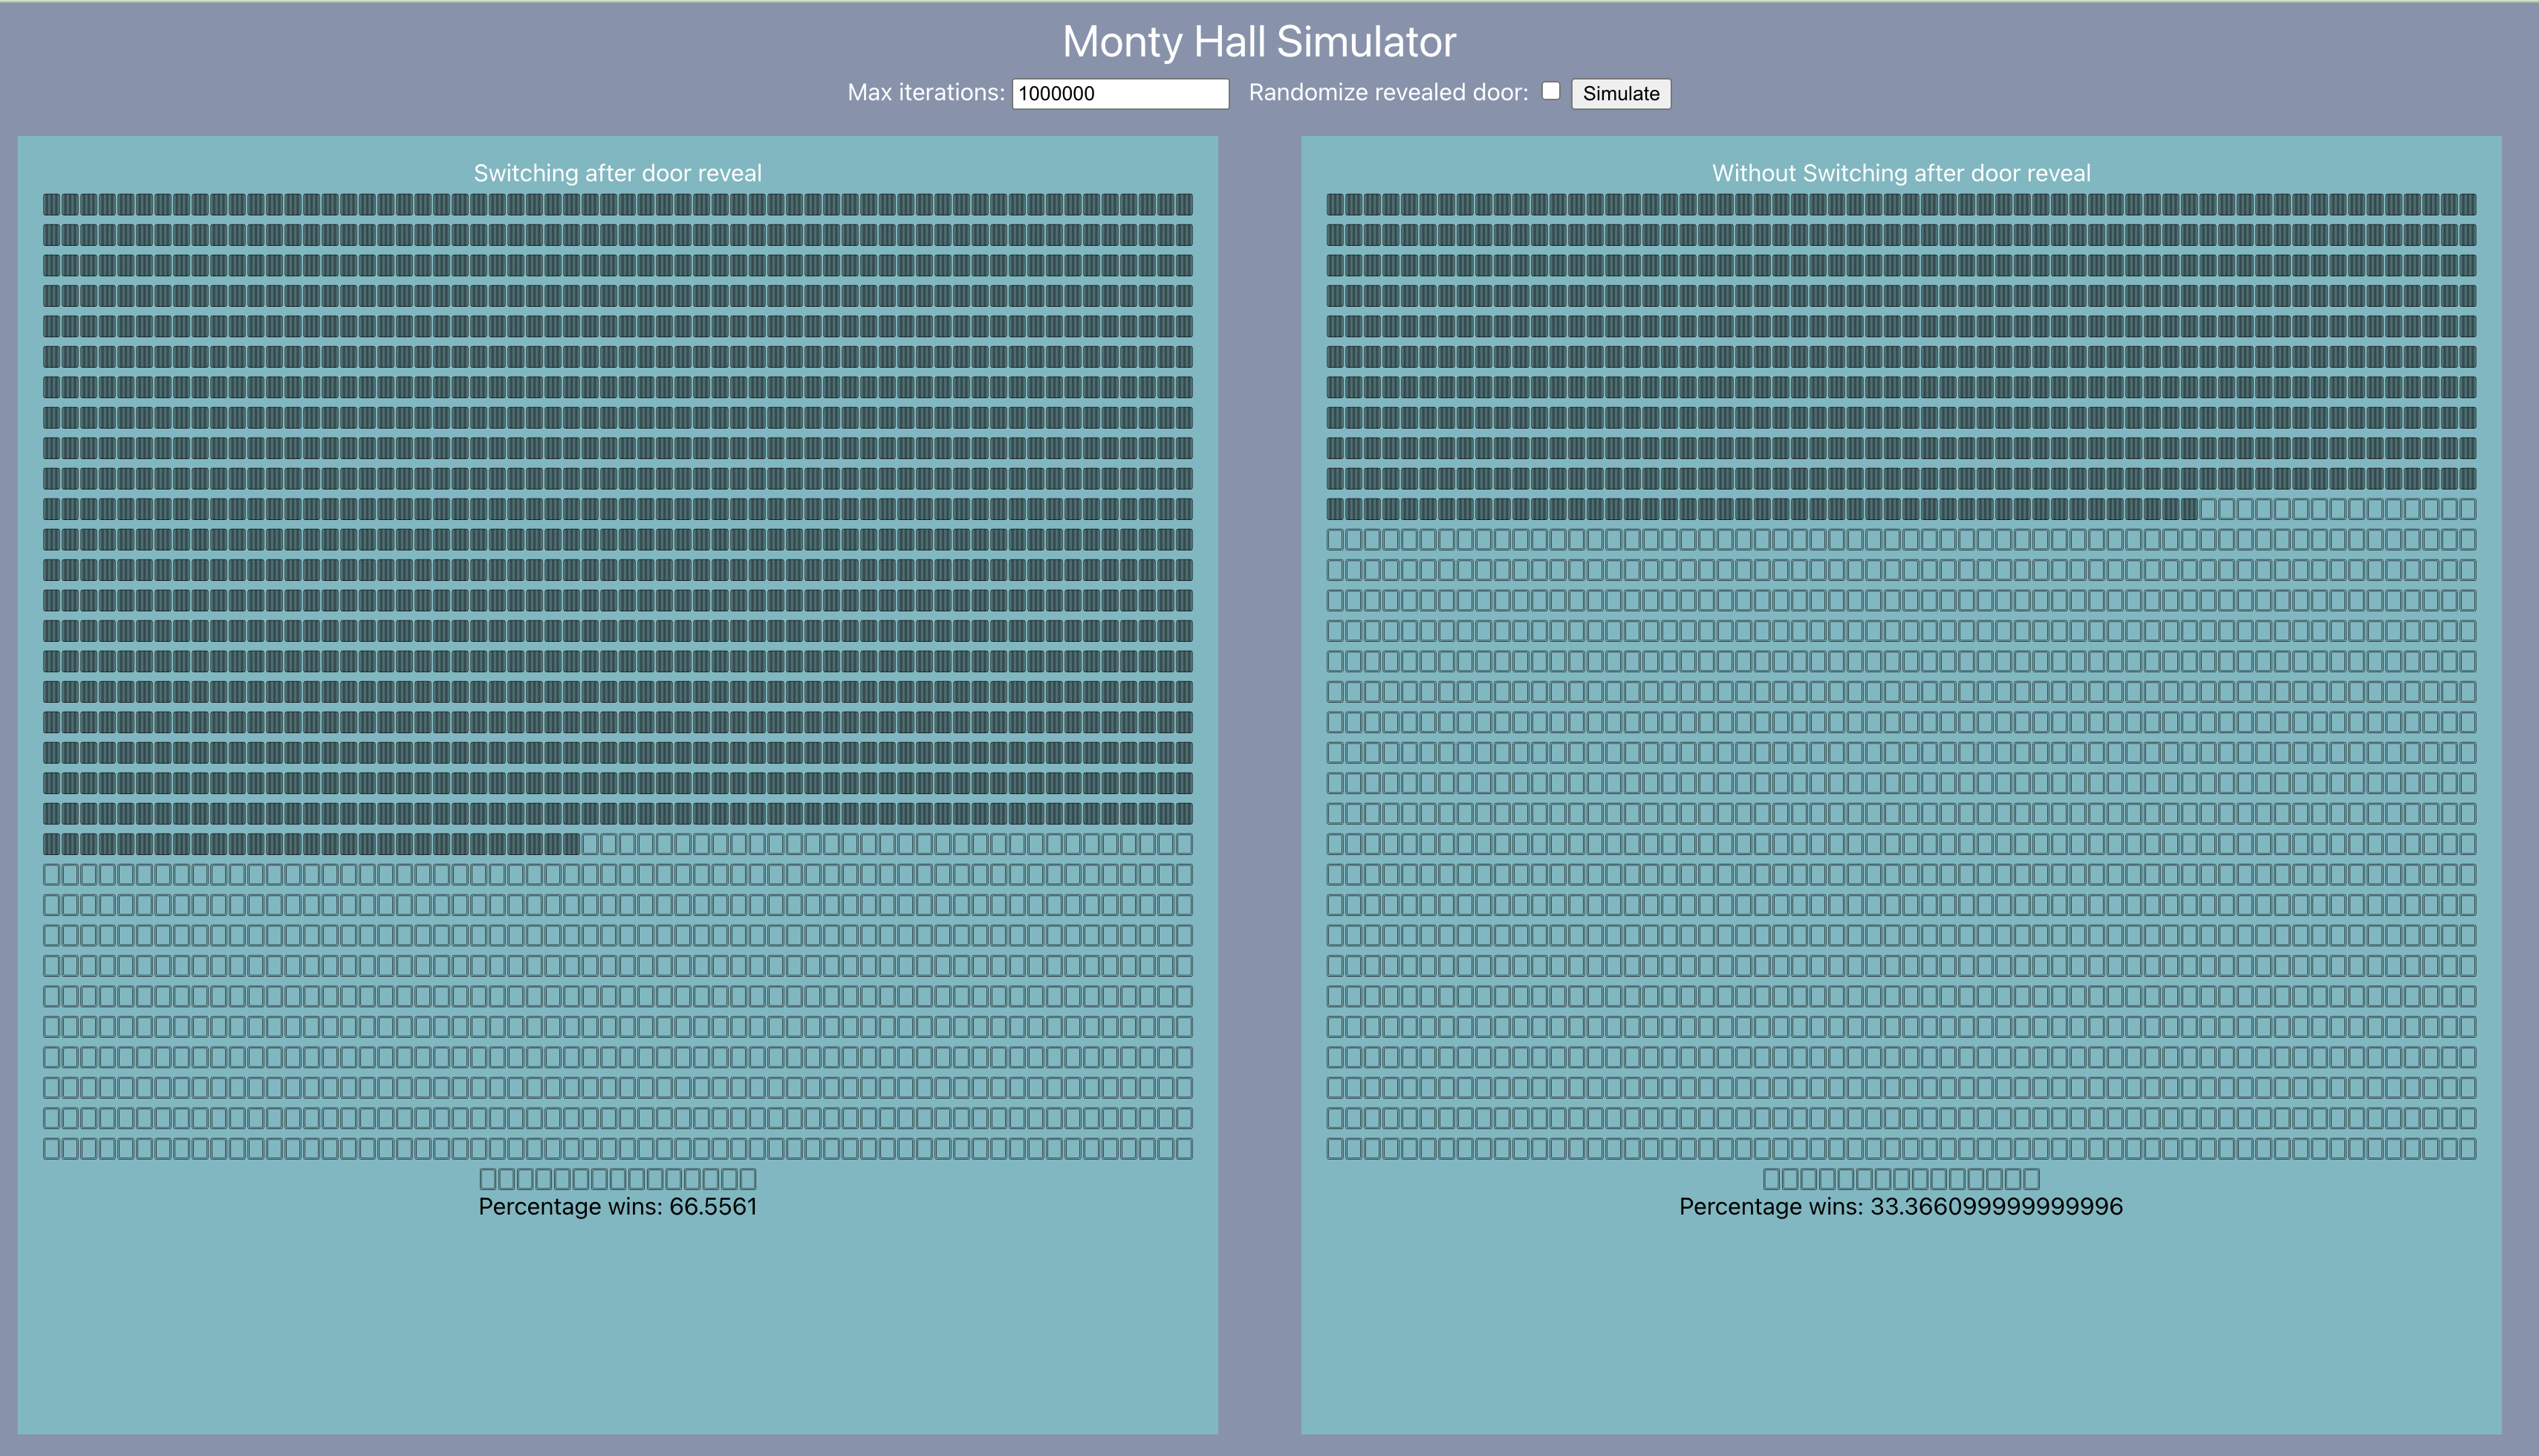 Monty Hall Simulator
Max iterations: 1000000 Randomize revealed door: Simulate
Switching after door reveal
Percentage wins: 66.5561
Without Switching after door reveal
Percentage wins: 33.366099999999996